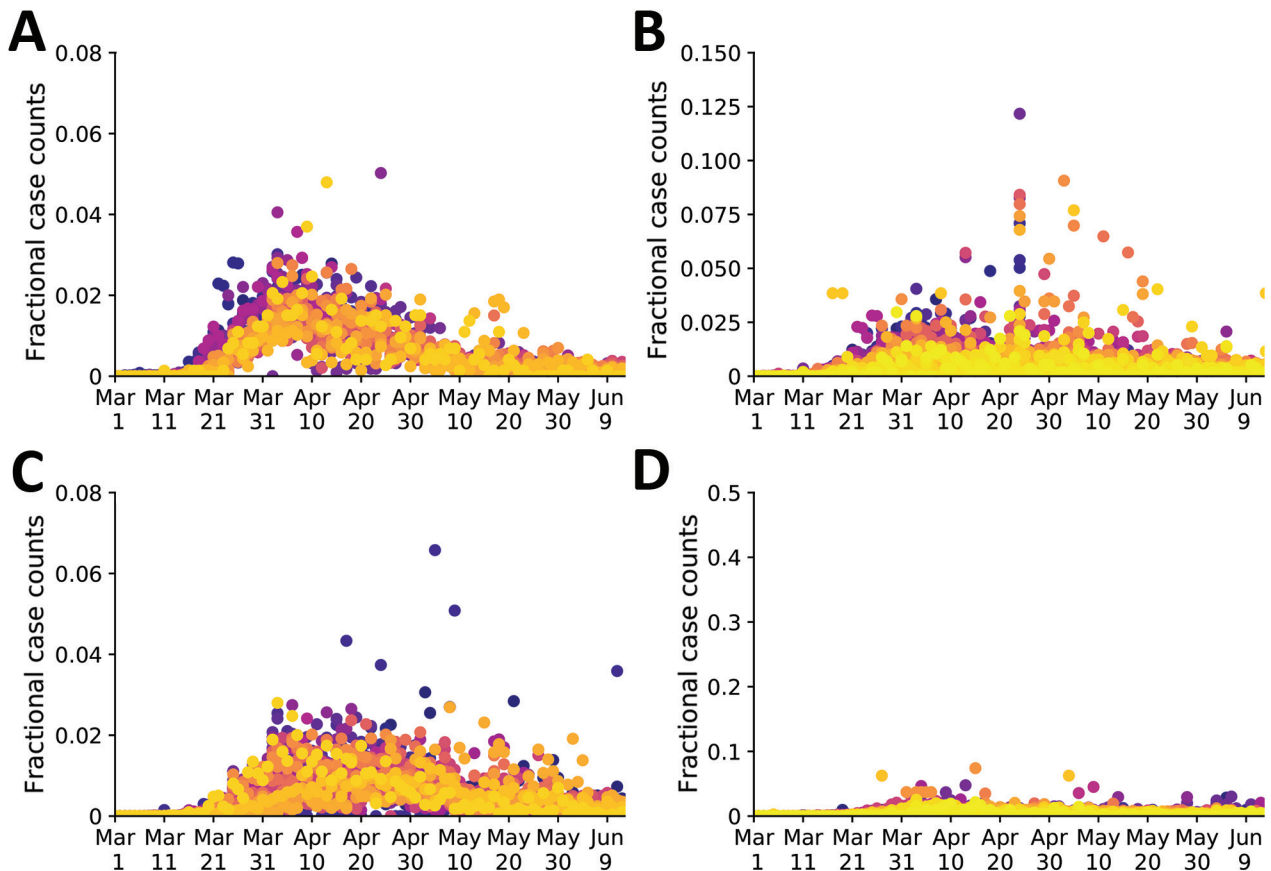 A
Fractional case counts
0.08
0.06
0.04
0.02
0
Mar 1
Mar 11
Mar 21
Mar 31
Apr 10
Apr 20
Apr 30
May 10
May 20
May 30
Jun 9
B
Fractional case counts
0.150
0.125
0.100
0.075
0.050
0.025
0
Mar 1
Mar 11
Mar 21
Mar 31
Apr 10
Apr 20
Apr 30
May 10
May 20
May 30
Jun 9
C
Fractional case counts
0.08
0.06
0.04
0.02
0
Mar 1
Mar 11
Mar 21
Mar 31
Apr 10
Apr 20
Apr 30
May 10
May 20
May 30
Jun 9
D
Fractional case counts
0.5
0.4
0.3
0.2
0.1
0
Mar 1
Mar 11
Mar 21
Mar 31
Apr 10
Apr 20
Apr 30
May 10
May 20
May 30
Jun 9